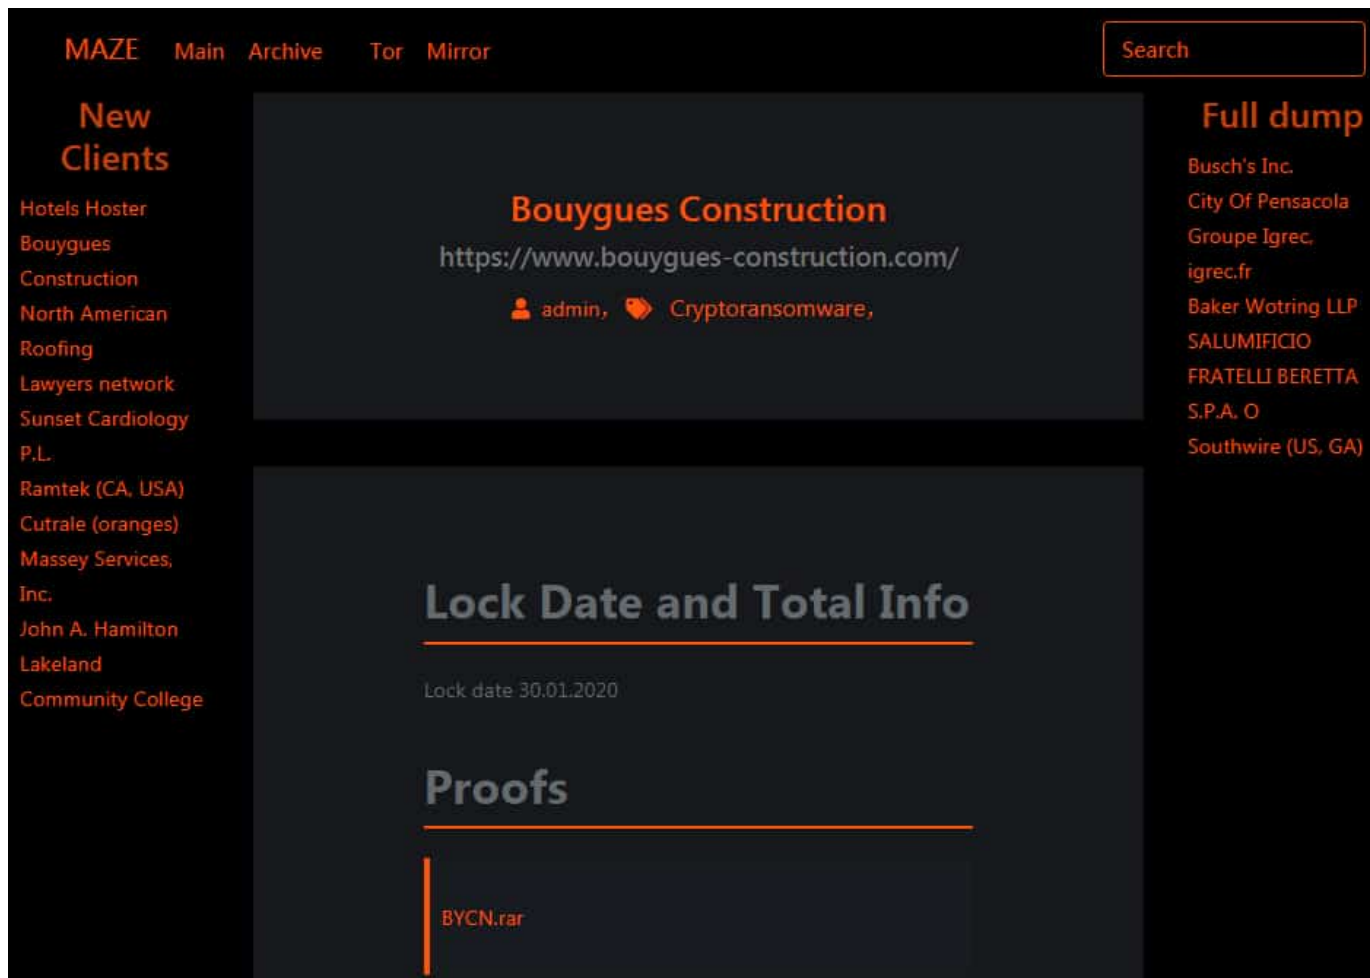 MAZE Main Archive Tor Mirror Search
New
Clients
Hotels Hoster
Bouygues
Construction
North American
Roofing
Lawyers network
Sunset Cardiology
P.L.
Ramtek (CA, USA)
Cutrale (oranges)
Massey Services,
Inc.
John A. Hamilton
Lakeland
Community College
Bouygues Construction
https://www.bouygues-construction.com/
admin, Cryptoransomware,
Lock Date and Total Info
Lock date 30.01.2020
Proofs
BYCN.rar
Full dump
Busch's Inc.
City Of Pensacola
Groupe Igrec,
igrec.fr
Baker Wotring LLP
SALUMIFICIO
FRATELLI BERETTA
S.P.A. O
Southwire (US, GA)